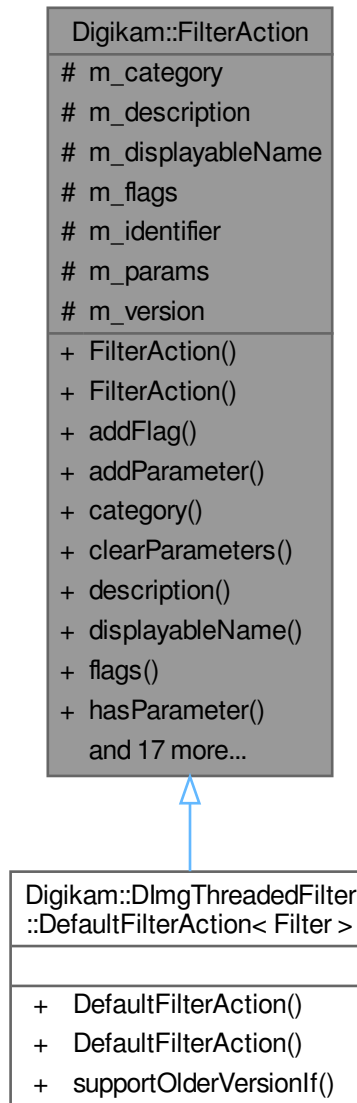 Digikam::FilterAction
# m_category
# m_description
# m_displayableName
# m_flags
# m_identifier
# m_params
# m_version
+ FilterAction()
+ FilterAction()
+ addFlag()
+ addParameter()
+ category()
+ clearParameters()
+ description()
+ displayableName()
+ flags()
+ hasParameter()
and 17 more...
Digikam::DImgThreadedFilter
::DefaultFilterAction< Filter >
+ DefaultFilterAction()
+ DefaultFilterAction()
+ supportOlderVersionIf()